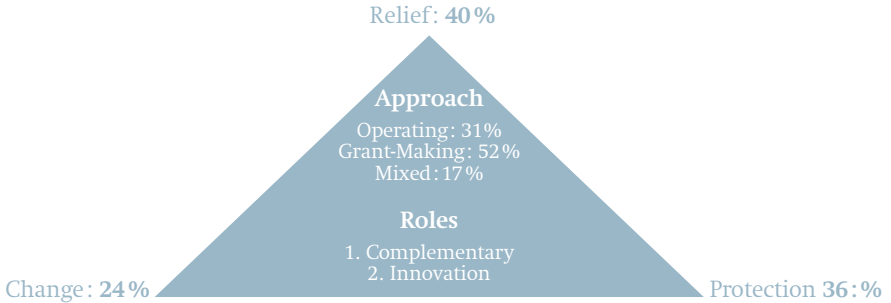 Relief: 40%
Approach
Operating: 31%
Grant-Making: 52%
Mixed: 17%
Roles
1. Complementary
2. Innovation
Change: 24%
Protection 36:%